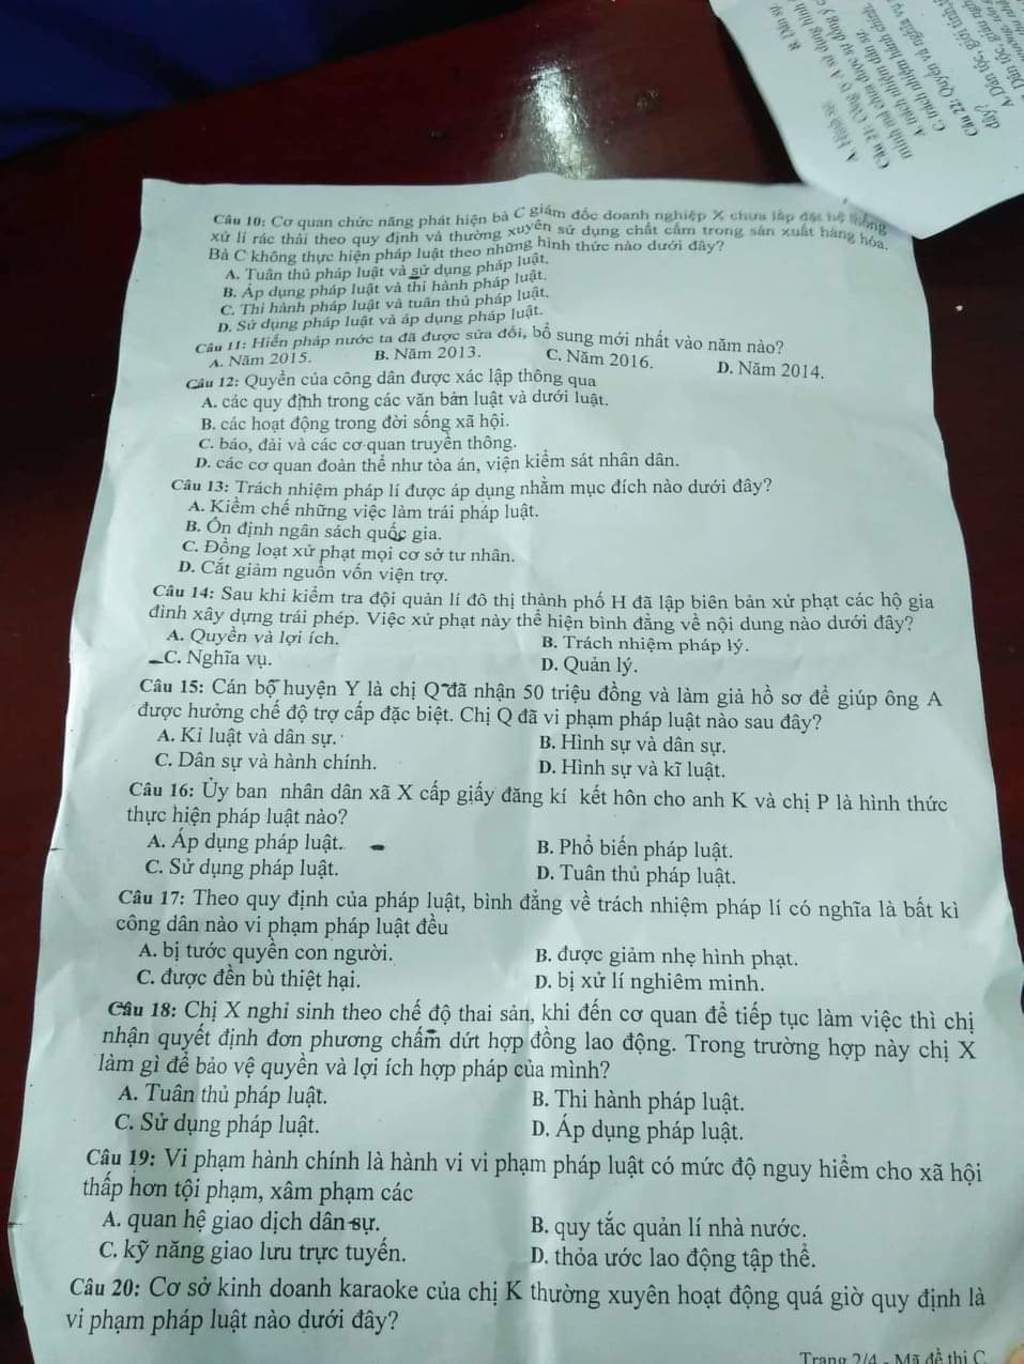 Câu 10: Cơ quan chức năng phát hiện bà C giám đốc doanh nghiệp X chưa lắp đặt hệ thống
xử lí rác thải theo quy định và thường xuyên sử dụng chất cấm trong sản xuất hàng hóa.
Bà C không thực hiện pháp luật theo những hình thức nào dưới đây?
A. Tuân thủ pháp luật và sử dụng pháp luật.
B. Áp dụng pháp luật và thi hành pháp luật.
C. Thi hành pháp luật và tuân thủ pháp luật.
D. Sử dụng pháp luật và áp dụng pháp luật.
Câu 11: Hiến pháp nước ta đã được sửa đổi, bổ sung mới nhất vào năm nào?
A. Năm 2015. B. Năm 2013. C. Năm 2016. D. Năm 2014.
Câu 12: Quyền của công dân được xác lập thông qua
A. các quy định trong các văn bản luật và dưới luật.
B. các hoạt động trong đời sống xã hội.
C. báo, đài và các cơ quan truyền thông.
D. các cơ quan đoàn thể như tòa án, viện kiểm sát nhân dân.
Câu 13: Trách nhiệm pháp lí được áp dụng nhằm mục đích nào dưới đây?
A. Kiềm chế những việc làm trái pháp luật.
B. Ổn định ngân sách quốc gia.
C. Đồng loạt xử phạt mọi cơ sở tư nhân.
D. Cắt giảm nguồn vốn viện trợ.
Câu 14: Sau khi kiểm tra đội quản lí đô thị thành phố H đã lập biên bản xử phạt các hộ gia
đình xây dựng trái phép. Việc xử phạt này thể hiện bình đẳng về nội dung nào dưới đây?
A. Quyền và lợi ích. B. Trách nhiệm pháp lý.
C. Nghĩa vụ. D. Quản lý.
Câu 15: Cán bộ huyện Y là chị Q đã nhận 50 triệu đồng và làm giả hồ sơ để giúp ông A
được hưởng chế độ trợ cấp đặc biệt. Chị Q đã vi phạm pháp luật nào sau đây?
A. Kỉ luật và dân sự. B. Hình sự và dân sự.
C. Dân sự và hành chính. D. Hình sự và kĩ luật.
Câu 16: Ủy ban nhân dân xã X cấp giấy đăng kí kết hôn cho anh K và chị P là hình thức
thực hiện pháp luật nào?
A. Áp dụng pháp luật. B. Phổ biến pháp luật.
C. Sử dụng pháp luật. D. Tuân thủ pháp luật.
Câu 17: Theo quy định của pháp luật, bình đẳng về trách nhiệm pháp lí có nghĩa là bất kì
công dân nào vi phạm pháp luật đều
A. bị tước quyền con người. B. được giảm nhẹ hình phạt.
C. được đền bù thiệt hại. D. bị xử lí nghiêm minh.
Câu 18: Chị X nghỉ sinh theo chế độ thai sản, khi đến cơ quan để tiếp tục làm việc thì chị
nhận quyết định đơn phương chấm dứt hợp đồng lao động. Trong trường hợp này chị X
làm gì để bảo vệ quyền và lợi ích hợp pháp của mình?
A. Tuân thủ pháp luật. B. Thi hành pháp luật.
C. Sử dụng pháp luật. D. Áp dụng pháp luật.
Câu 19: Vi phạm hành chính là hành vi vi phạm pháp luật có mức độ nguy hiểm cho xã hội
thấp hơn tội phạm, xâm phạm các
A. quan hệ giao dịch dân sự. B. quy tắc quản lí nhà nước.
C. kỹ năng giao lưu trực tuyến. D. thỏa ước lao động tập thể.
Câu 20: Cơ sở kinh doanh karaoke của chị K thường xuyên hoạt động quá giờ quy định là
vi phạm pháp luật nào dưới đây?
Trang 2/4 - Mã đề thi C